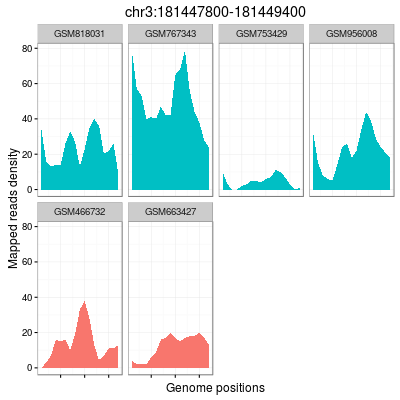 chr3:181447800-181449400
GSM818031 GSM767343 GSM753429 GSM956008
80
60
40
20
0
GSM466732 GSM663427
80
60
40
20
0
Mapped reads density
Genome positions